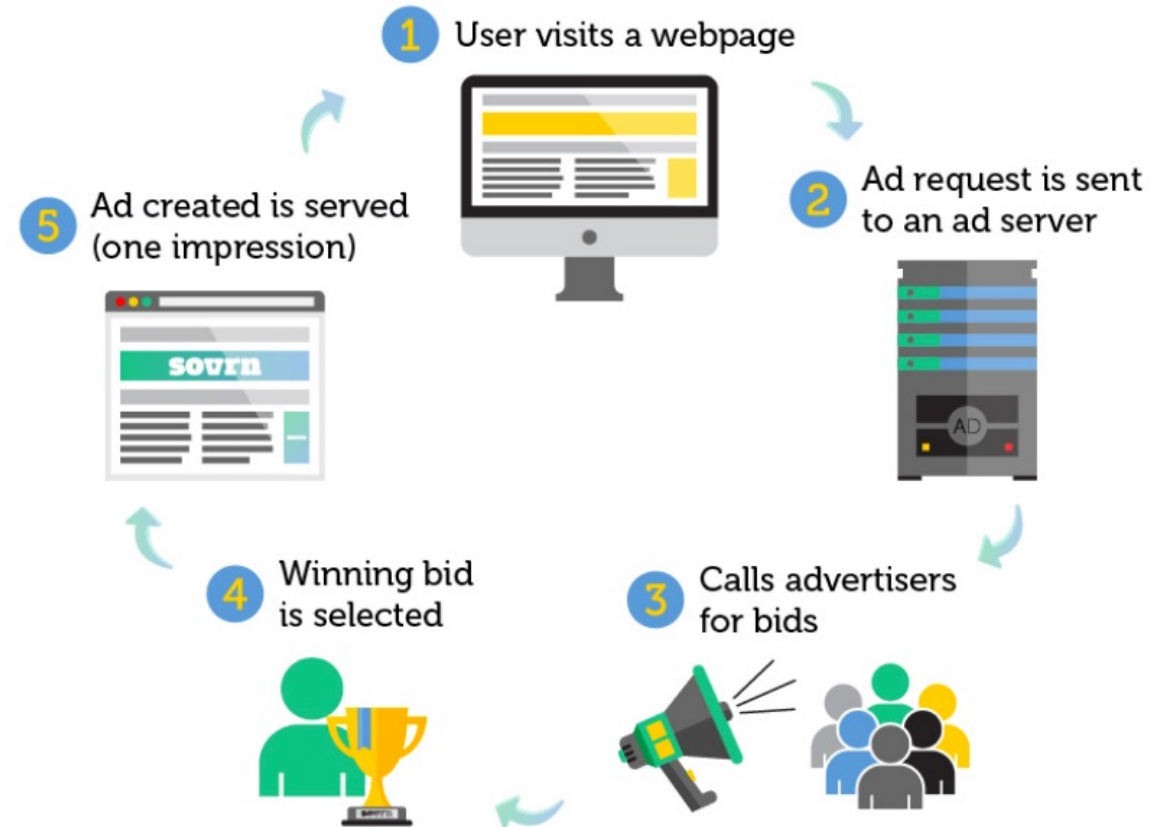 1 User visits a webpage
2 Ad request is sent
to an ad server
AD
3 Calls advertisers
for bids
4 Winning bid
is selected
sovrn
5 Ad created is served
(one impression)
sovrn